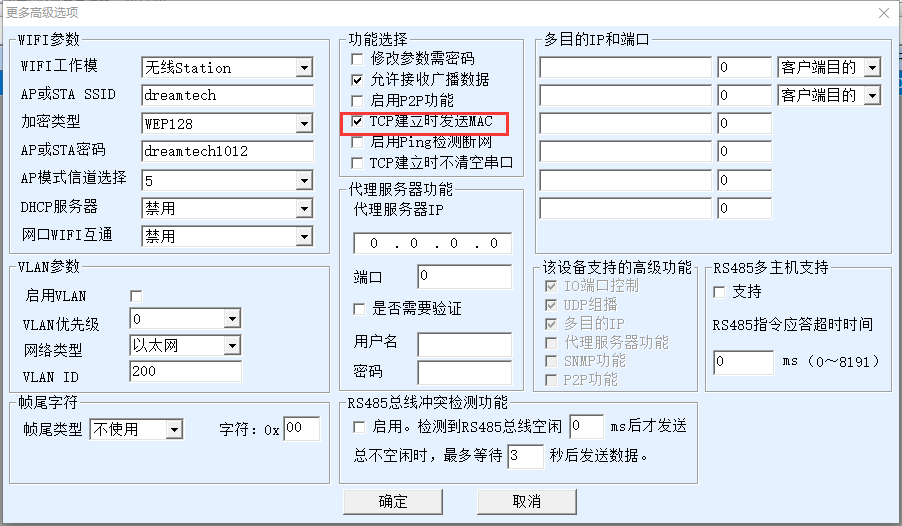 更多高级选项
WIFI参数
WIFI工作模 无线Station
AP或STA SSID dreamtech
加密类型 WEP128
AP或STA密码 dreamtech1012
AP模式信道选择 5
DHCP服务器 禁用
网口WIFI互通 禁用
功能选择
修改参数需密码
允许接收广播数据
启用P2P功能
TCP建立时发送MAC
启用Ping检测断网
TCP建立时不清空串口
多目的IP和端口
0 客户端目的
0 客户端目的
0
0
0
0
代理服务器功能
代理服务器IP
0 . 0 . 0 . 0
端口 0
是否需要验证
用户名
密码
VLAN参数
启用VLAN
VLAN优先级 0
网络类型 以太网
VLAN ID 200
该设备支持的高级功能
IO端口控制
UDP组播
多目的IP
代理服务器功能
SNMP功能
P2P功能
RS485多主机支持
支持
RS485指令应答超时时间
0 ms (0～8191)
帧尾字符
帧尾类型 不使用 字符: 0x 00
RS485总线冲突检测功能
启用。检测到RS485总线空闲 0 ms后才发送
总不空闲时，最多等待 3 秒后发送数据。
确定 取消